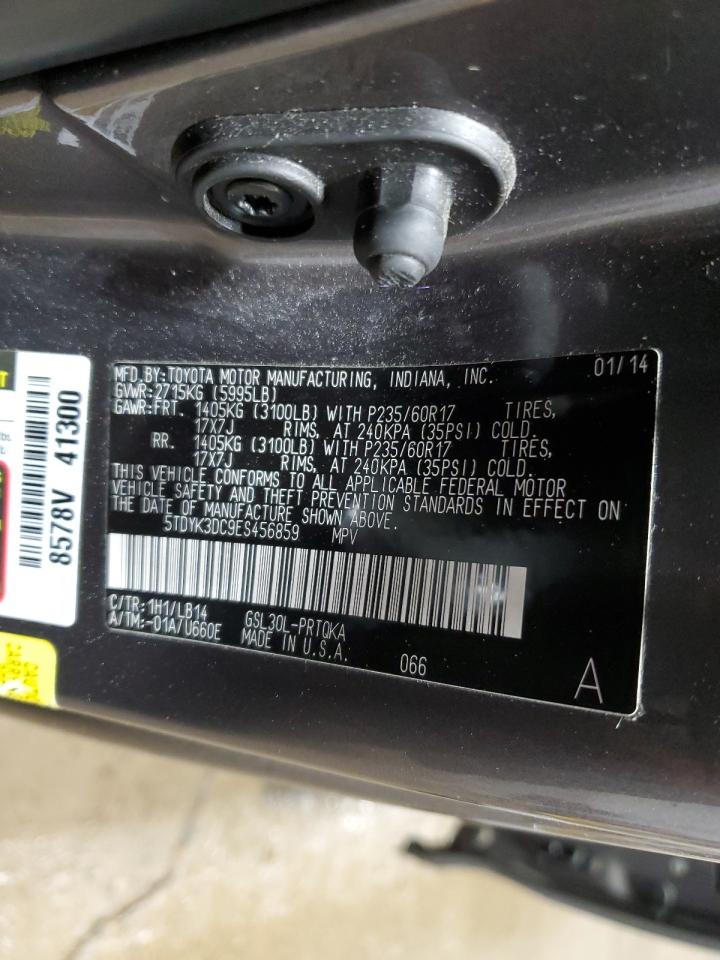 MFD.BY:TOYOTA MOTOR MANUFACTURING, INDIANA, INC. 01/14
GVWR:2715KG (5995LB)
GAWR:FRT. 1405KG (3100LB) WITH P235/60R17 TIRES,
17X7J RIMS, AT 240KPA (35PSI) COLD.
RR. 1405KG (3100LB) WITH P235/60R17 TIRES,
17X7J RIMS, AT 240KPA (35PSI) COLD.
THIS VEHICLE CONFORMS TO ALL APPLICABLE FEDERAL MOTOR
VEHICLE SAFETY AND THEFT PREVENTION STANDARDS IN EFFECT ON
THE DATE OF MANUFACTURE SHOWN ABOVE.
5TDYK3DC9ES456859 MPV
C/TR:1H1/LB14 GSL30L-PRTQKA
A/TM:-01A/U660E MADE IN U.S.A. 066 A
8578V 41300